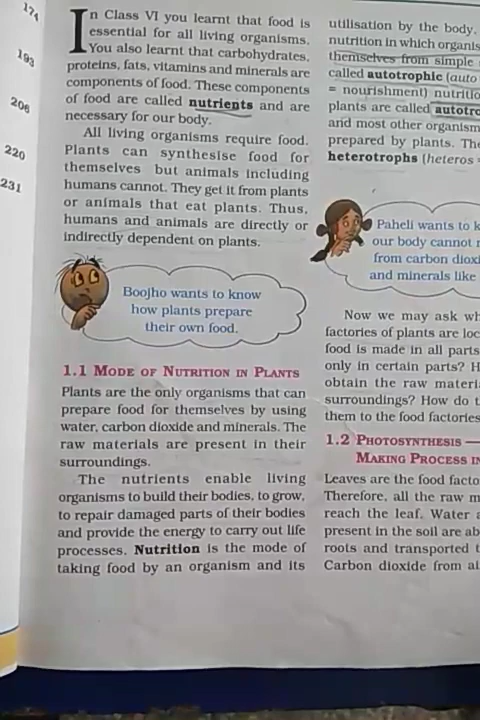 174
193
206
220
231
In Class VI you learnt that food is
essential for all living organisms.
You also learnt that carbohydrates,
proteins, fats, vitamins and minerals are
components of food. These components
of food are called nutrients and are
necessary for our body.
All living organisms require food.
Plants can synthesise food for
themselves but animals including
humans cannot. They get it from plants
or animals that eat plants. Thus,
humans and animals are directly or
indirectly dependent on plants.
Boojho wants to know
how plants prepare
their own food.
1.1 MODE OF NUTRITION IN PLANTS
Plants are the only organisms that can
prepare food for themselves by using
water, carbon dioxide and minerals. The
raw materials are present in their
surroundings.
The nutrients enable living
organisms to build their bodies, to grow,
to repair damaged parts of their bodies
and provide the energy to carry out life
processes. Nutrition is the mode of
taking food by an organism and its
utilisation by the body.
nutrition in which organis
themselves from simple
called autotrophic (auto
= nourishment) nutritio
plants are called autotro
and most other organism
prepared by plants. The
heterotrophs (heteros =
Paheli wants to k
our body cannot
from carbon diox
and minerals like
Now we may ask wh
factories of plants are loc
food is made in all parts
only in certain parts? H
obtain the raw materi
surroundings? How do t
them to the food factories
1.2 PHOTOSYNTHESIS —
MAKING PROCESS IN
Leaves are the food facto
Therefore, all the raw m
reach the leaf. Water a
present in the soil are ab
roots and transported t
Carbon dioxide from ai